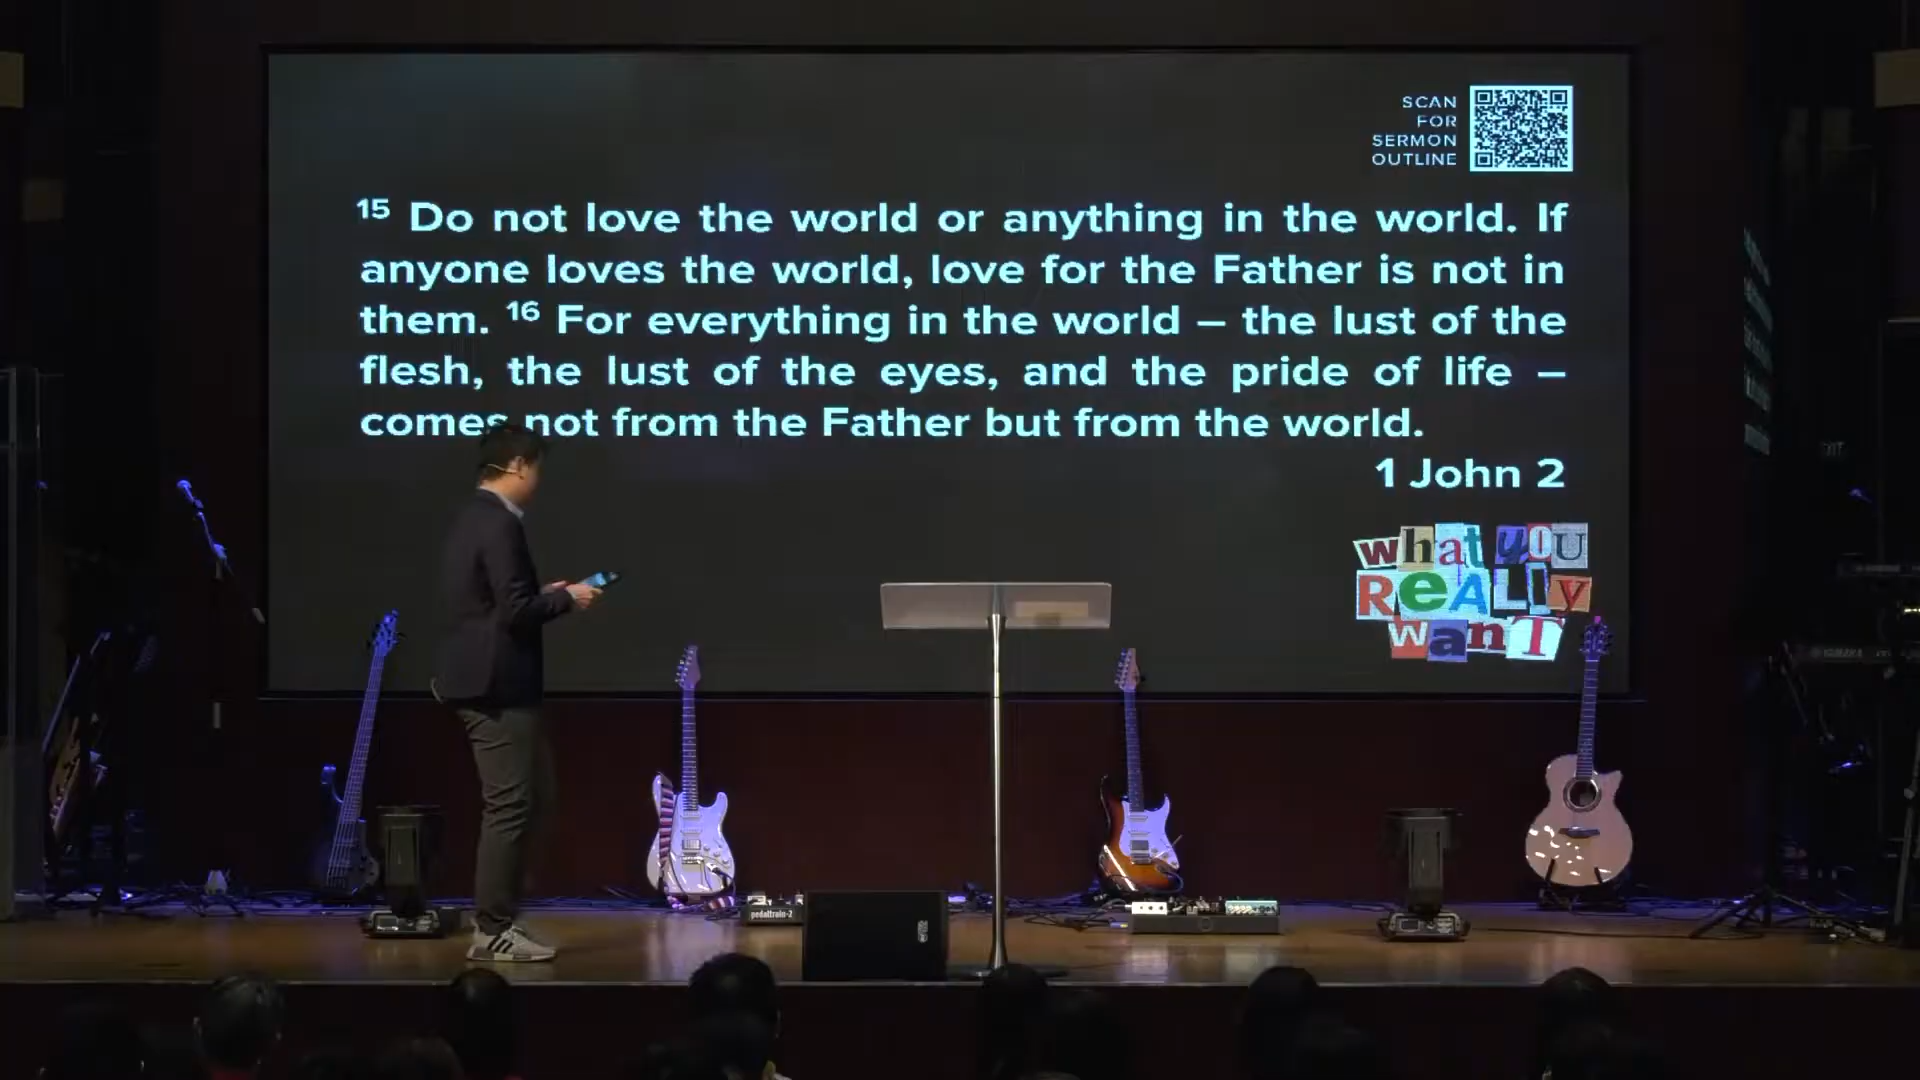 SCAN
FOR
SERMON
OUTLINE
15 Do not love the world or anything in the world. If
anyone loves the world, love for the Father is not in
them. 16 For everything in the world – the lust of the
flesh, the lust of the eyes, and the pride of life –
comes not from the Father but from the world.
1 John 2
what you
ReALLy
wanT
pedaltrain-2
YAMAHA
EXIT